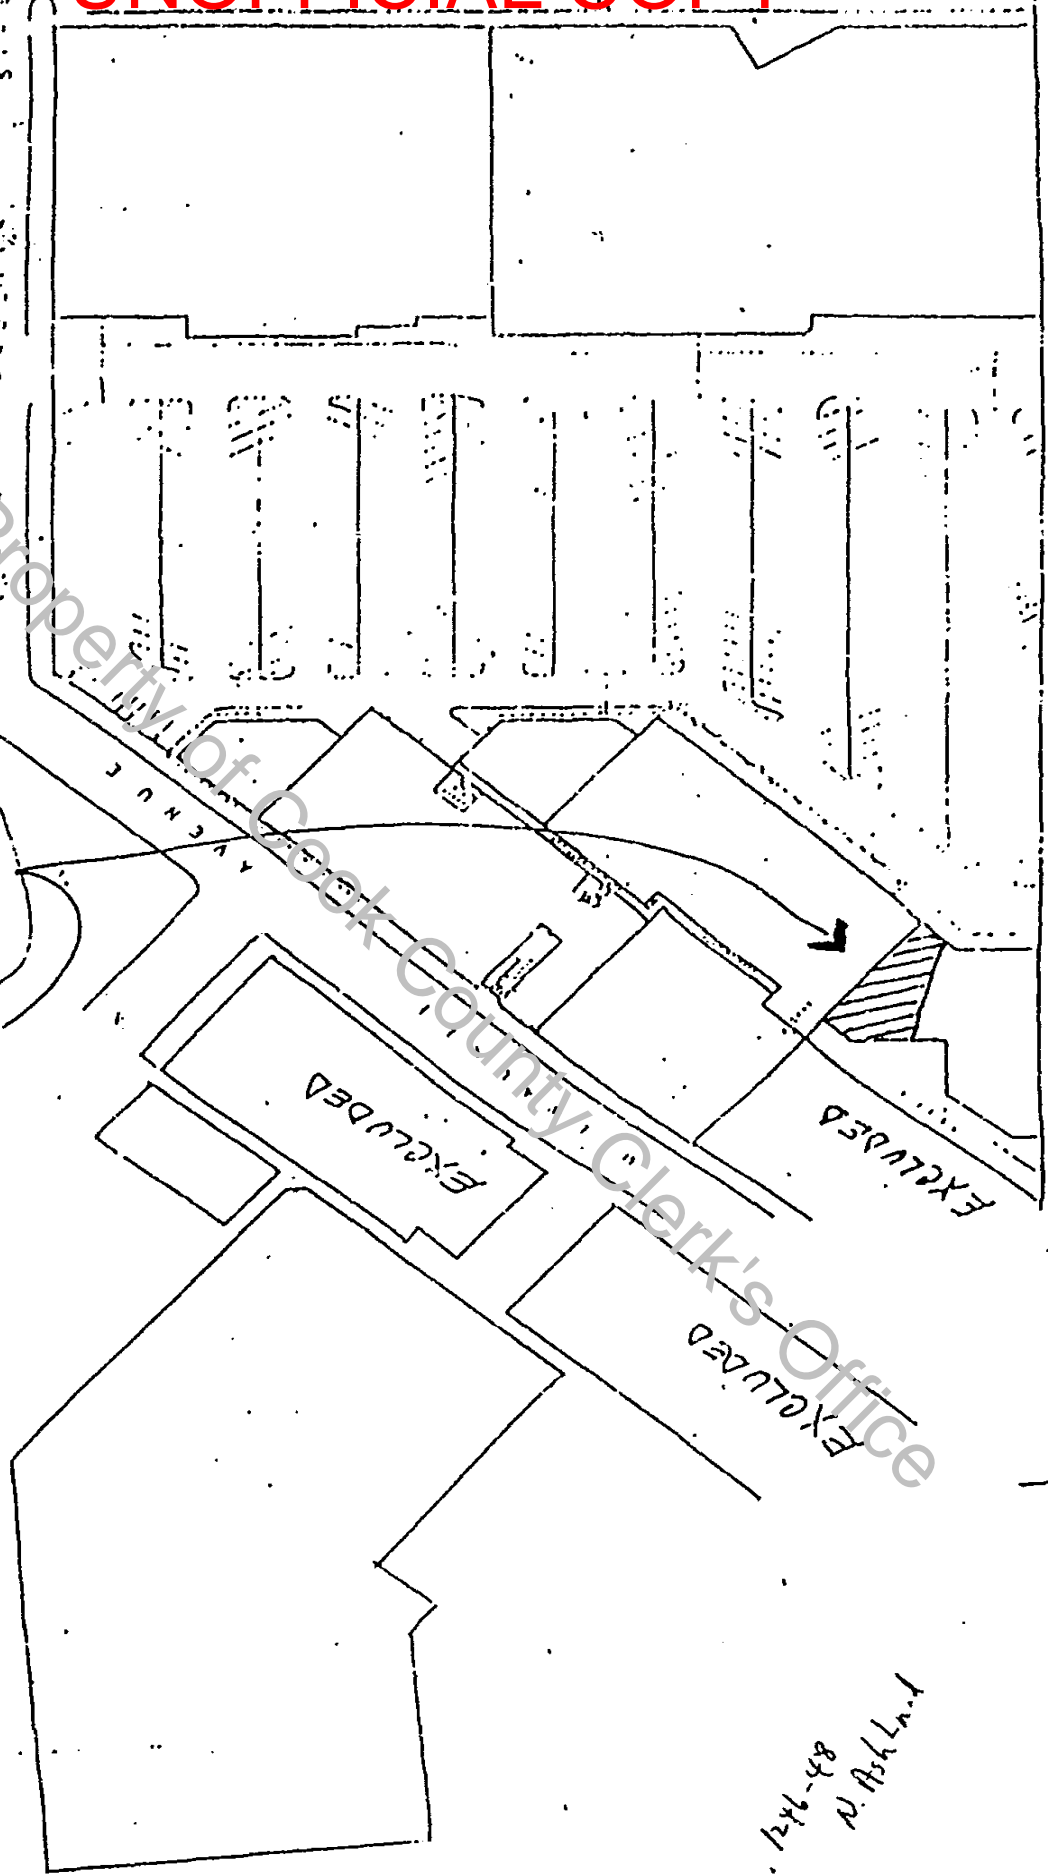 UNOFFICIAL COPY
Property of Cook County Clerk's Office
AVENUE
EXCLUDED
EXCLUDED
EXCLUDED
1246-48
N. Ashland